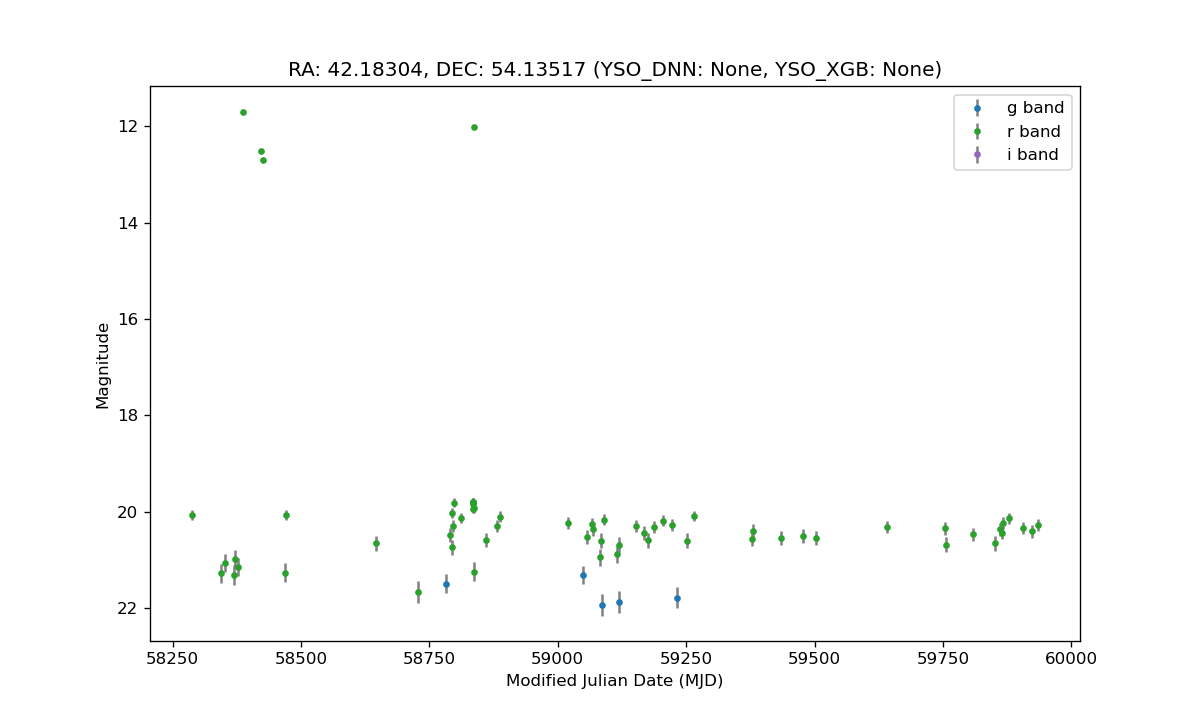 RA: 42.18304, DEC: 54.13517 (YSO_DNN: None, YSO_XGB: None)
g band
r band
i band
12
14
16
18
20
22
Magnitude
58250 58500 58750 59000 59250 59500 59750 60000
Modified Julian Date (MJD)